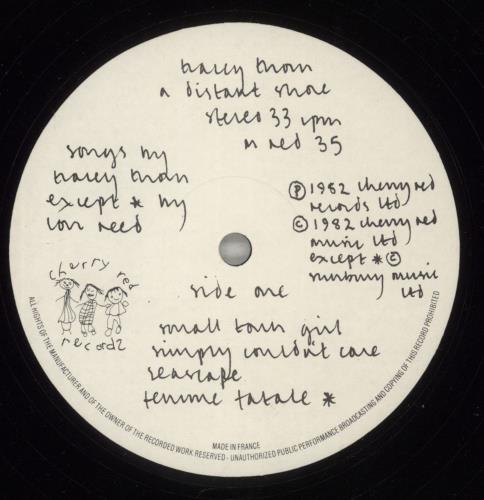 tracey thorn
a distant shore
stereo 33 rpm
m red 35
songs by
tracey thorn
except * by
lou reed
Ⓟ 1982 cherry red
records ltd
© 1982 cherry red
music ltd
except * ©
sunbury music
ltd
cherry red
records
side one
small town girl
simply couldn't care
seascape
femme fatale *
MADE IN FRANCE
ALL RIGHTS OF THE MANUFACTURER AND OF THE OWNER OF THE RECORDED WORK RESERVED - UNAUTHORIZED PUBLIC PERFORMANCE BROADCASTING AND COPYING OF THIS RECORD PROHIBITED